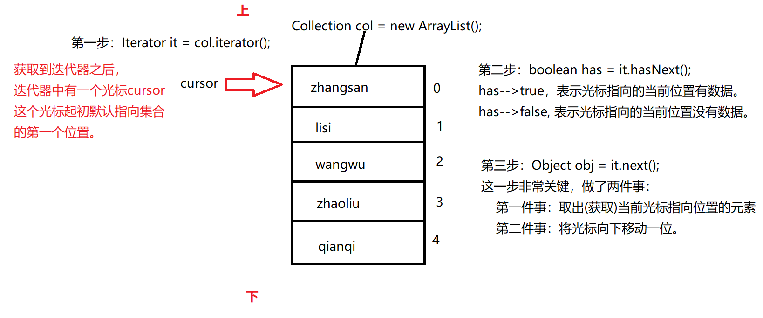 上
Collection col = new ArrayList();
第一步：Iterator it = col.iterator();
获取到迭代器之后，
迭代器中有一个光标cursor
这个光标起初默认指向集合
的第一个位置。
cursor
zhangsan
0
lisi
1
wangwu
2
zhaoliu
3
qianqi
4
第二步：boolean has = it.hasNext();
has-->true，表示光标指向的当前位置有数据。
has-->false, 表示光标指向的当前位置没有数据。
第三步：Object obj = it.next();
这一步非常关键，做了两件事：
第一件事：取出(获取)当前光标指向位置的元素
第二件事：将光标向下移动一位。
下